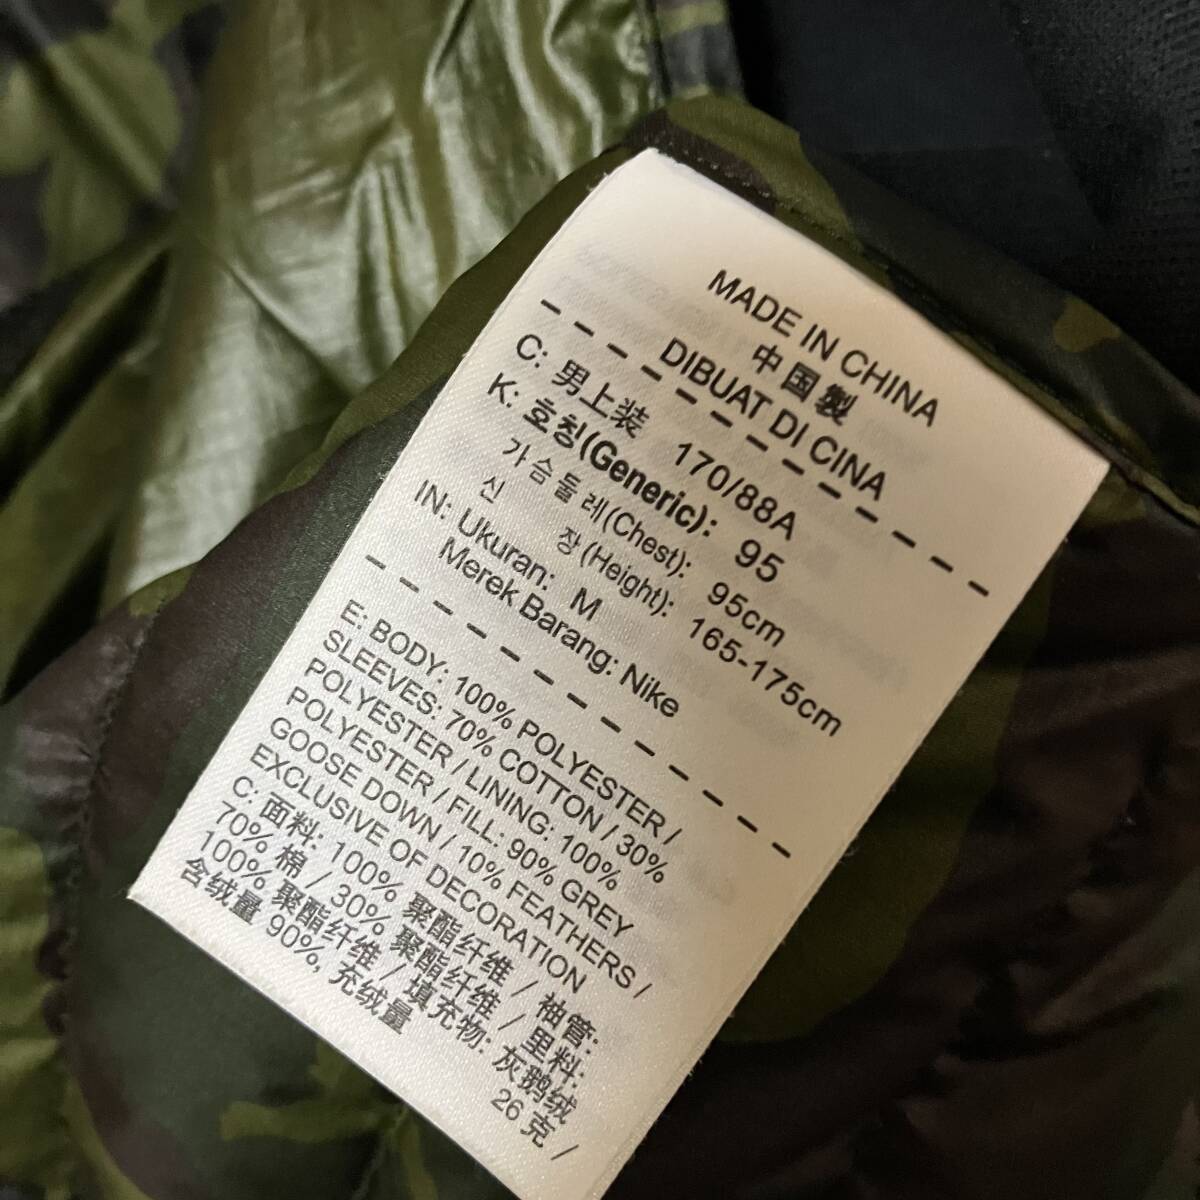 MADE IN CHINA
中国製
DIBUAT DI CINA
C: 男上装 170/88A
K: 호칭(Generic): 95
가슴둘레(Chest): 95cm
신 장(Height): 165-175cm
IN: Ukuran: M
Merek Barang: Nike
E: BODY: 100% POLYESTER /
SLEEVES: 70% COTTON / 30%
POLYESTER / LINING: 100%
POLYESTER / FILL: 90% GREY
GOOSE DOWN / 10% FEATHERS /
EXCLUSIVE OF DECORATION
C: 面料: 100% 聚酯纤维 / 袖管:
70% 棉 / 30% 聚酯纤维 / 里料:
100% 聚酯纤维 / 填充物: 灰鹅绒
含绒量 90%, 充绒量 26 克 /